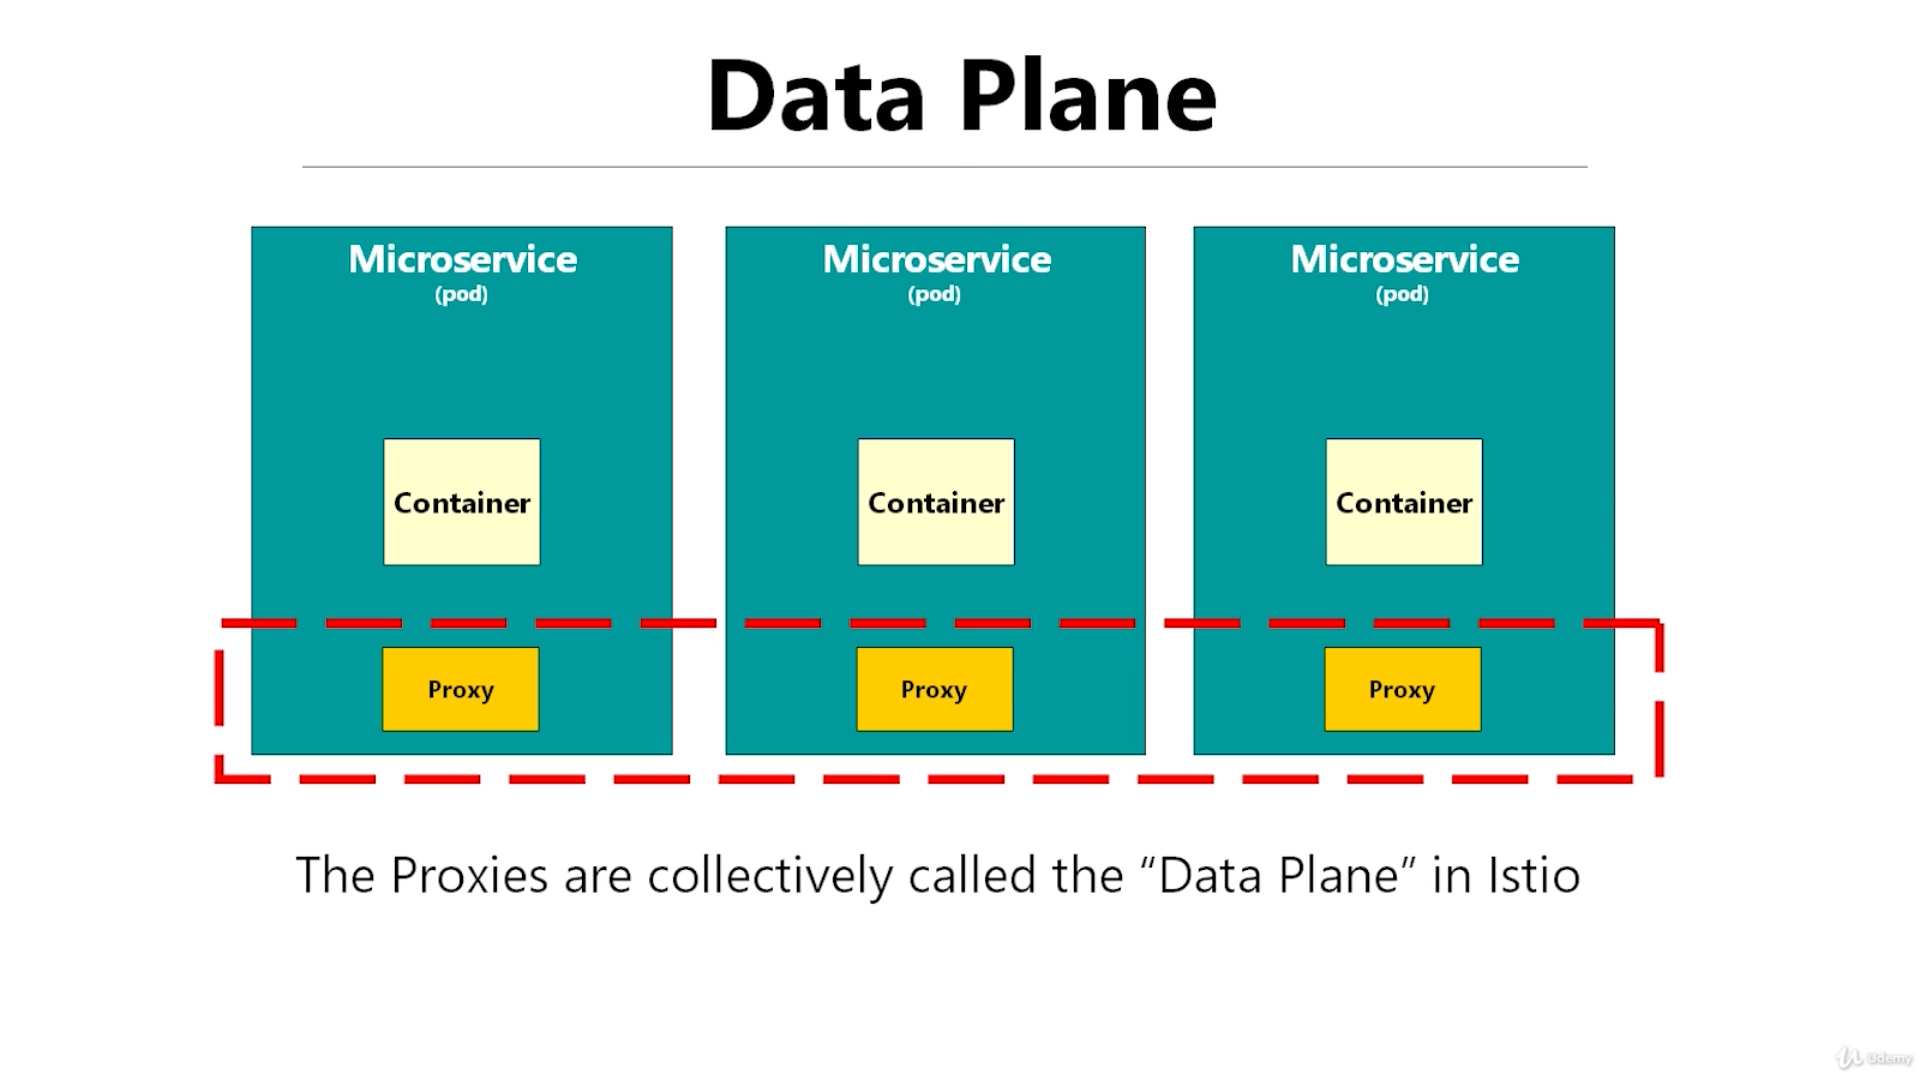 Data Plane
Microservice
(pod)
Container
Proxy
Microservice
(pod)
Container
Proxy
Microservice
(pod)
Container
Proxy
The Proxies are collectively called the “Data Plane” in Istio
Udemy